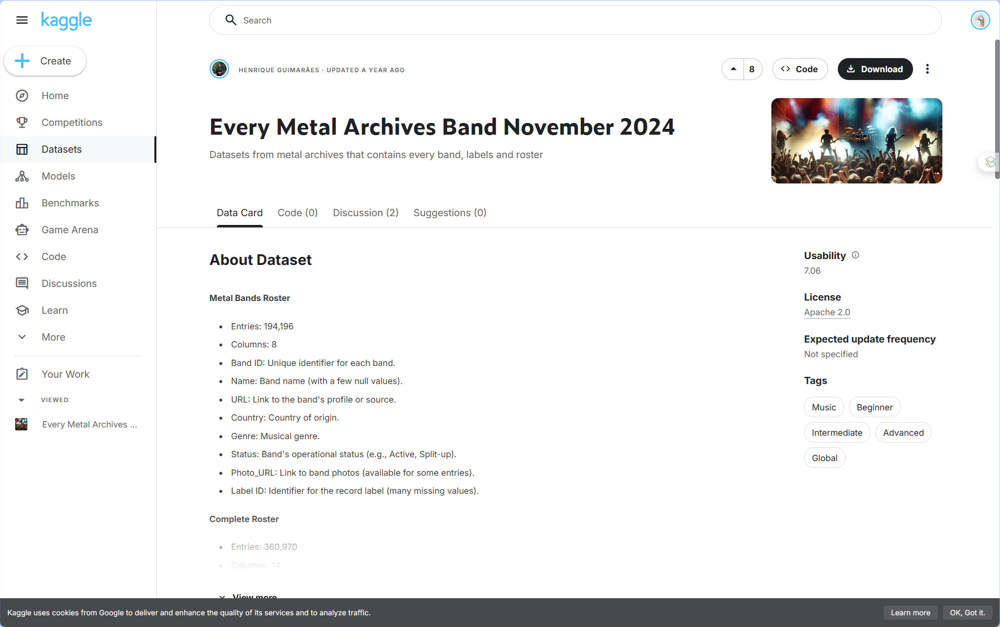 kaggle
Search
Create
Home
Competitions
Datasets
Models
Benchmarks
Game Arena
Code
Discussions
Learn
More
Your Work
VIEWED
Every Metal Archives ...
HENRIQUE GUIMARÃES · UPDATED A YEAR AGO
8
Code
Download
Every Metal Archives Band November 2024
Datasets from metal archives that contains every band, labels and roster
Data Card Code (0) Discussion (2) Suggestions (0)
About Dataset
Metal Bands Roster
• Entries: 194,196
• Columns: 8
• Band ID: Unique identifier for each band.
• Name: Band name (with a few null values).
• URL: Link to the band's profile or source.
• Country: Country of origin.
• Genre: Musical genre.
• Status: Band's operational status (e.g., Active, Split-up).
• Photo_URL: Link to band photos (available for some entries).
• Label ID: Identifier for the record label (many missing values).
Complete Roster
• Entries: 360,970
• Columns: 14
View more
Usability
7.06
License
Apache 2.0
Expected update frequency
Not specified
Tags
Music Beginner
Intermediate Advanced
Global
Kaggle uses cookies from Google to deliver and enhance the quality of its services and to analyze traffic.
Learn more OK, Got it.